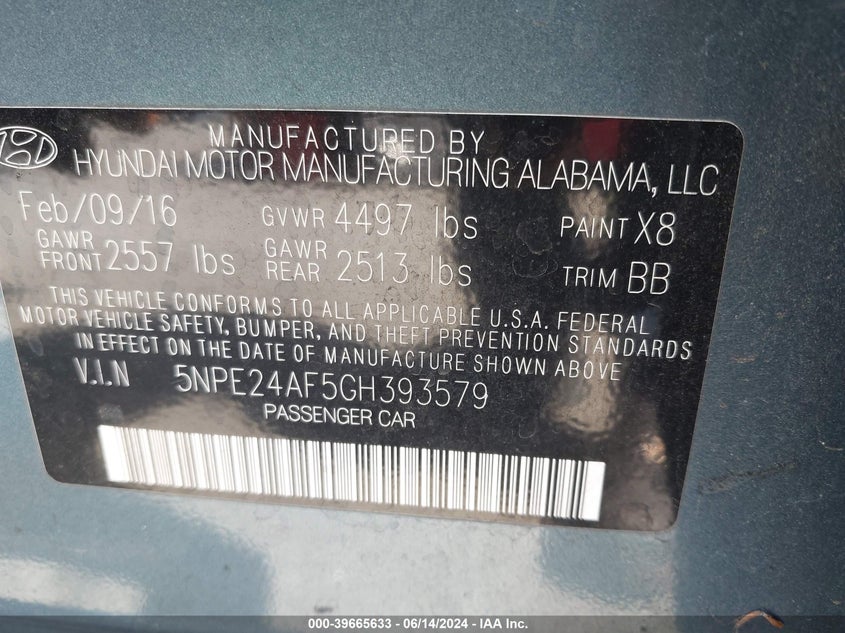 MANUFACTURED BY
HYUNDAI MOTOR MANUFACTURING ALABAMA, LLC
Feb/09/16 GVWR 4497 lbs PAINT X8
GAWR FRONT 2557 lbs GAWR REAR 2513 lbs TRIM BB
THIS VEHICLE CONFORMS TO ALL APPLICABLE U.S.A. FEDERAL
MOTOR VEHICLE SAFETY, BUMPER, AND THEFT PREVENTION STANDARDS
IN EFFECT ON THE DATE OF MANUFACTURE SHOWN ABOVE
V.I.N 5NPE24AF5GH393579
PASSENGER CAR
000-39665633 - 06/14/2024 - IAA Inc.